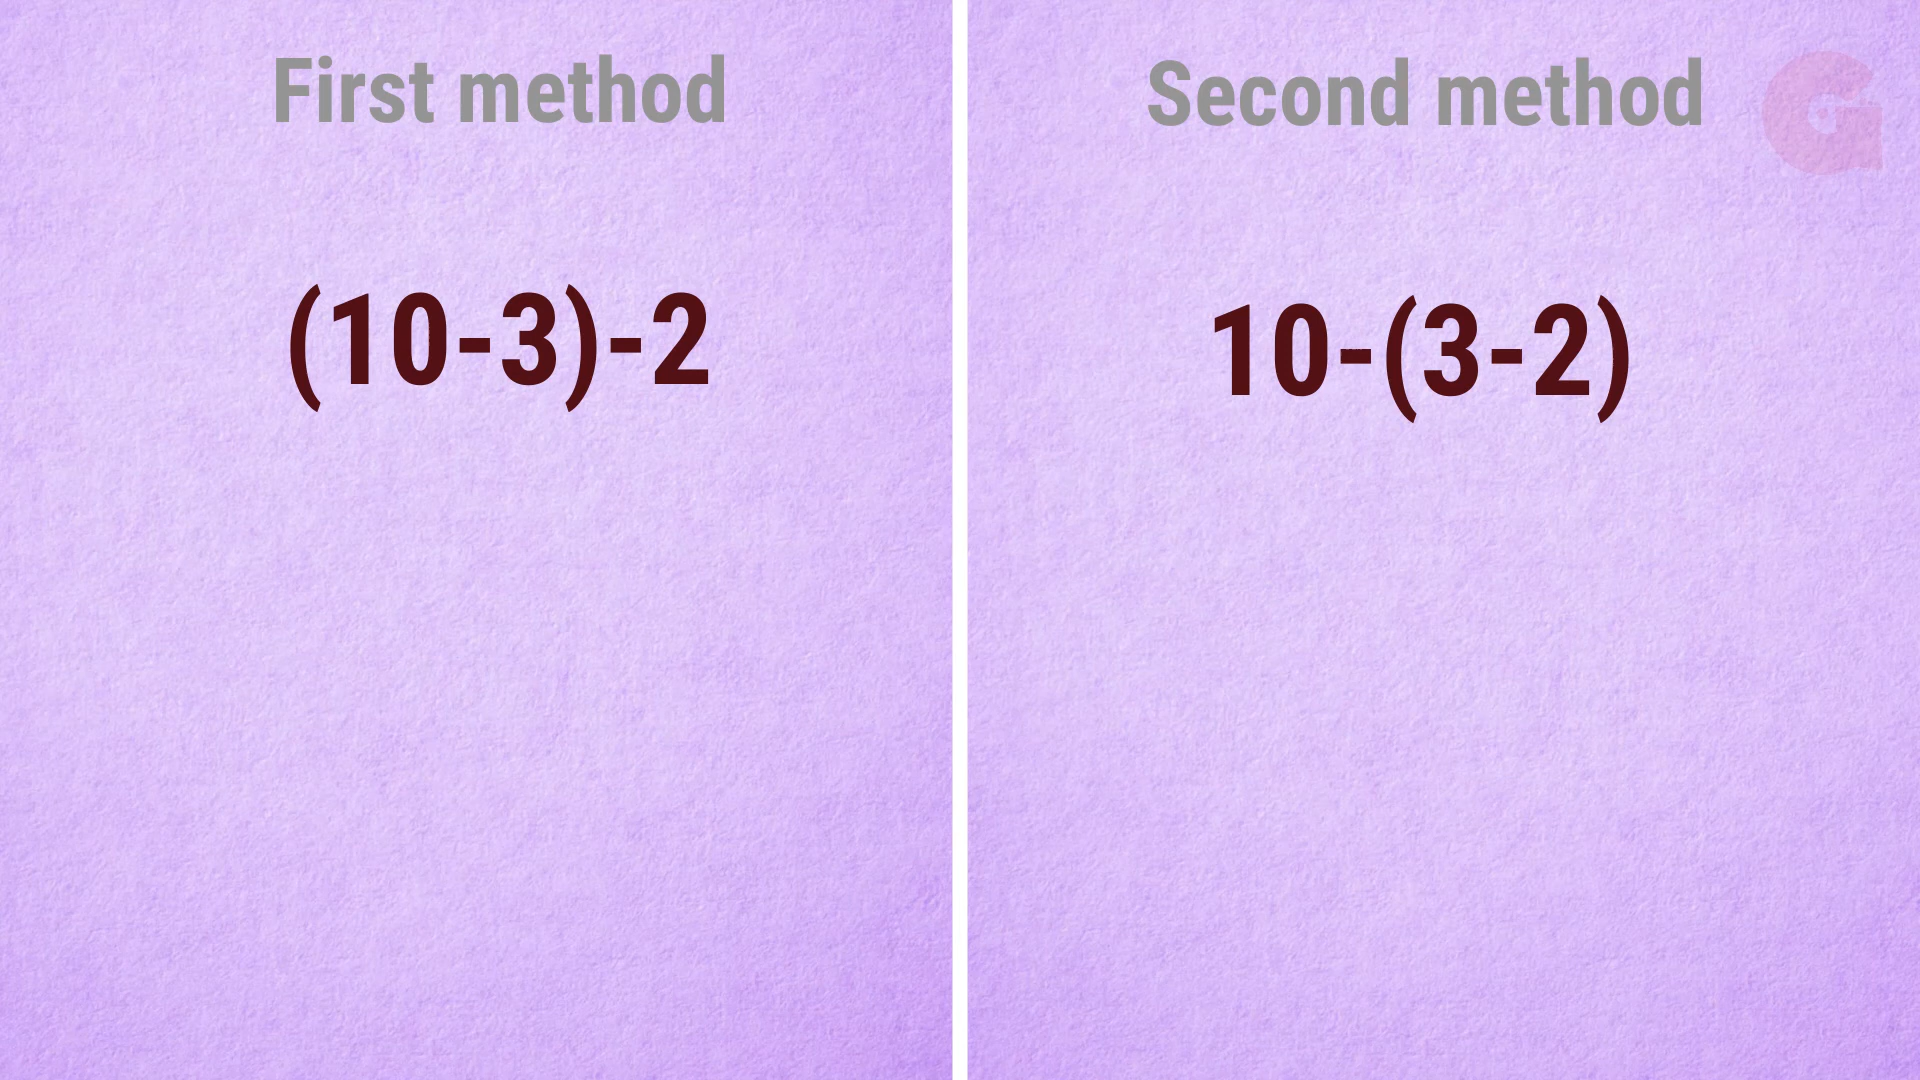 First method
(10-3)-2
Second method
10-(3-2)
G